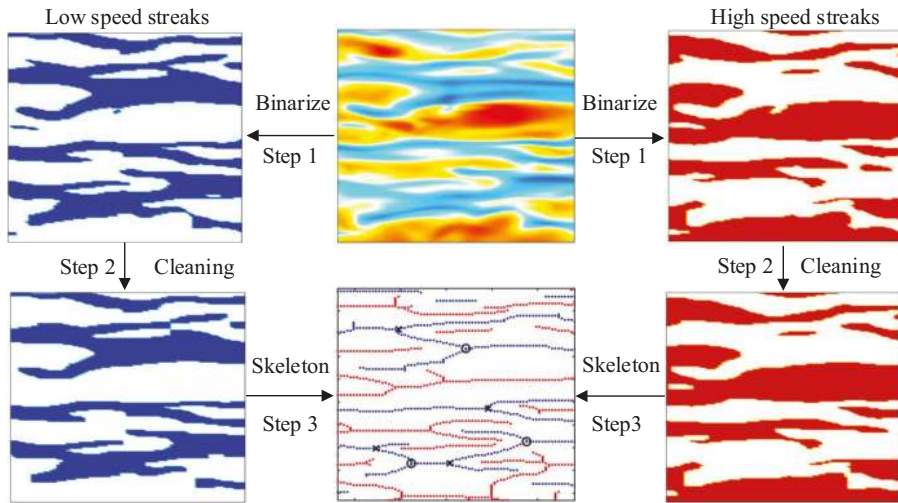 Low speed streaks
High speed streaks
Binarize
Step 1
Binarize
Step 1
Step 2 Cleaning
Step 2 Cleaning
Skeleton
Step 3
Skeleton
Step3